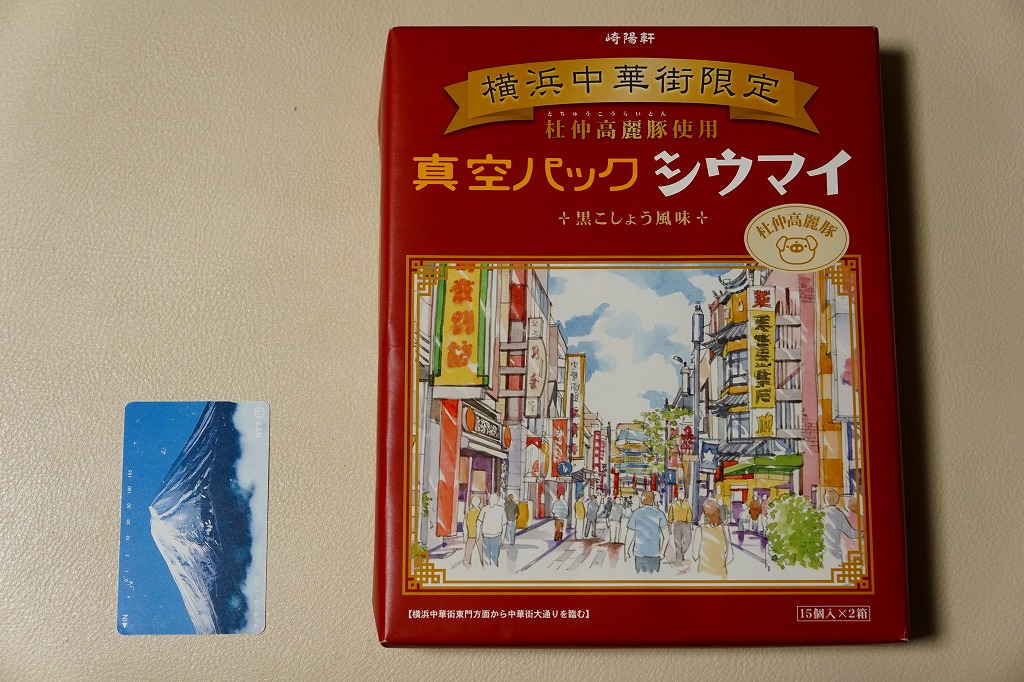 崎陽軒
横浜中華街限定
とちゅうこうらいとん
杜仲高麗豚使用
真空パック シウマイ
黒こしょう風味
杜仲高麗豚
【横浜中華街東門方面から中華街大通りを臨む】
15個入×2箱
IN